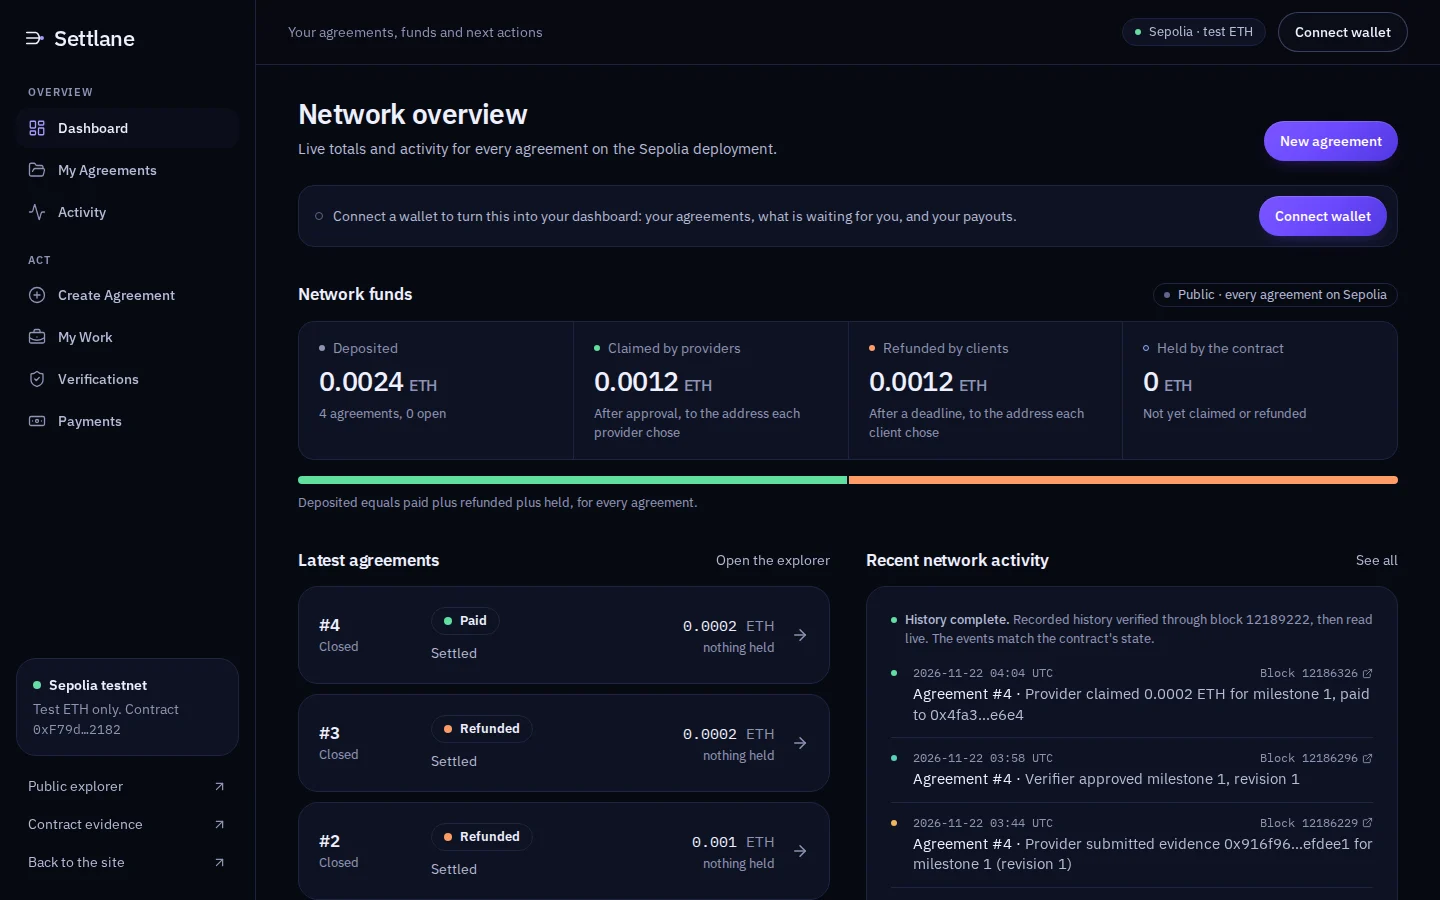 Settlane
OVERVIEW
Dashboard
My Agreements
Activity
ACT
Create Agreement
My Work
Verifications
Payments
Sepolia testnet
Test ETH only. Contract
0xF79d…2182
Public explorer
Contract evidence
Back to the site
Your agreements, funds and next actions
Sepolia · test ETH
Connect wallet
Network overview
Live totals and activity for every agreement on the Sepolia deployment.
New agreement
Connect a wallet to turn this into your dashboard: your agreements, what is waiting for you, and your payouts.
Connect wallet
Network funds
Public · every agreement on Sepolia
Deposited
0.0024 ETH
4 agreements, 0 open
Claimed by providers
0.0012 ETH
After approval, to the address each
provider chose
Refunded by clients
0.0012 ETH
After a deadline, to the address each
client chose
Held by the contract
0 ETH
Not yet claimed or refunded
Deposited equals paid plus refunded plus held, for every agreement.
Latest agreements
Open the explorer
#4
Closed
Paid
Settled
0.0002 ETH
nothing held
#3
Closed
Refunded
Settled
0.0002 ETH
nothing held
#2
Closed
Refunded
Settled
0.001 ETH
nothing held
Recent network activity
See all
History complete. Recorded history verified through block 12189222, then read
live. The events match the contract's state.
2026-11-22 04:04 UTC
Block 12186326
Agreement #4 · Provider claimed 0.0002 ETH for milestone 1, paid
to 0x4fa3…e6e4
2026-11-22 03:58 UTC
Block 12186296
Agreement #4 · Verifier approved milestone 1, revision 1
2026-11-22 03:44 UTC
Block 12186229
Agreement #4 · Provider submitted evidence 0x916f96…efdee1 for
milestone 1 (revision 1)